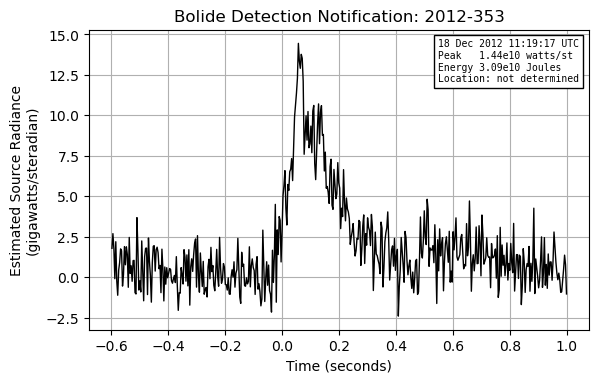 Bolide Detection Notification: 2012-353
18 Dec 2012 11:19:17 UTC
Peak   1.44e10 watts/st
Energy 3.09e10 Joules
Location: not determined
Estimated Source Radiance
(gigawatts/steradian)
15.0
12.5
10.0
7.5
5.0
2.5
0.0
−2.5
−0.6 −0.4 −0.2 0.0 0.2 0.4 0.6 0.8 1.0
Time (seconds)